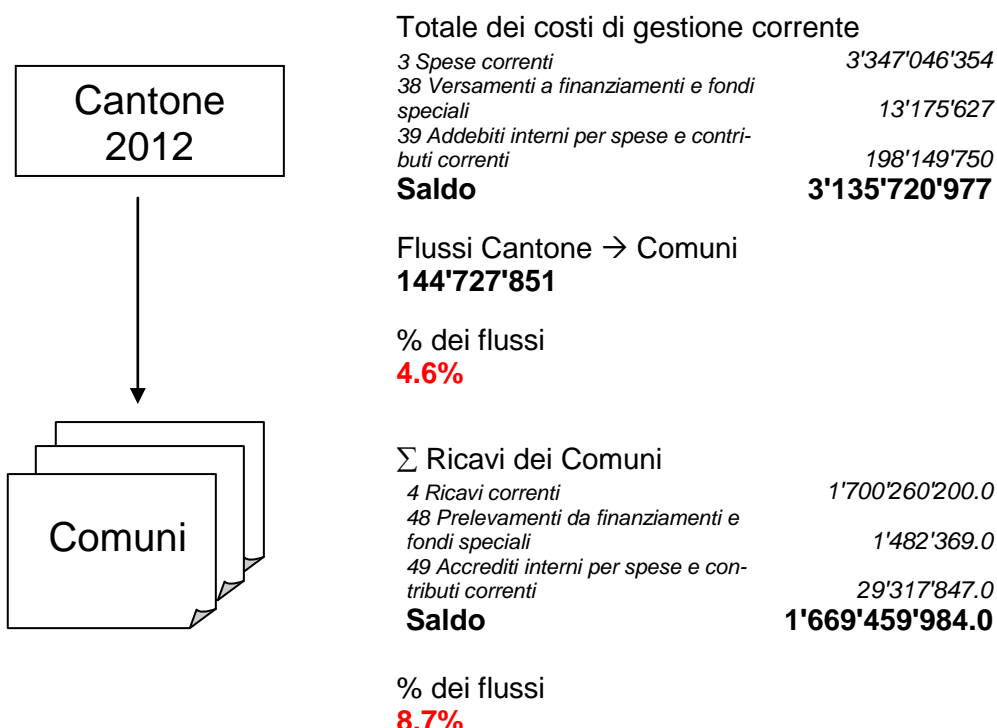 Cantone
2012
Totale dei costi di gestione corrente
3 Spese correnti 3'347'046'354
38 Versamenti a finanziamenti e fondi
speciali 13'175'627
39 Addebiti interni per spese e contri-
buti correnti 198'149'750
Saldo 3'135'720'977
Flussi Cantone → Comuni
144'727'851
% dei flussi
4.6%
Comuni
∑ Ricavi dei Comuni
4 Ricavi correnti 1'700'260'200.0
48 Prelevamenti da finanziamenti e
fondi speciali 1'482'369.0
49 Accrediti interni per spese e con-
tributi correnti 29'317'847.0
Saldo 1'669'459'984.0
% dei flussi
8.7%